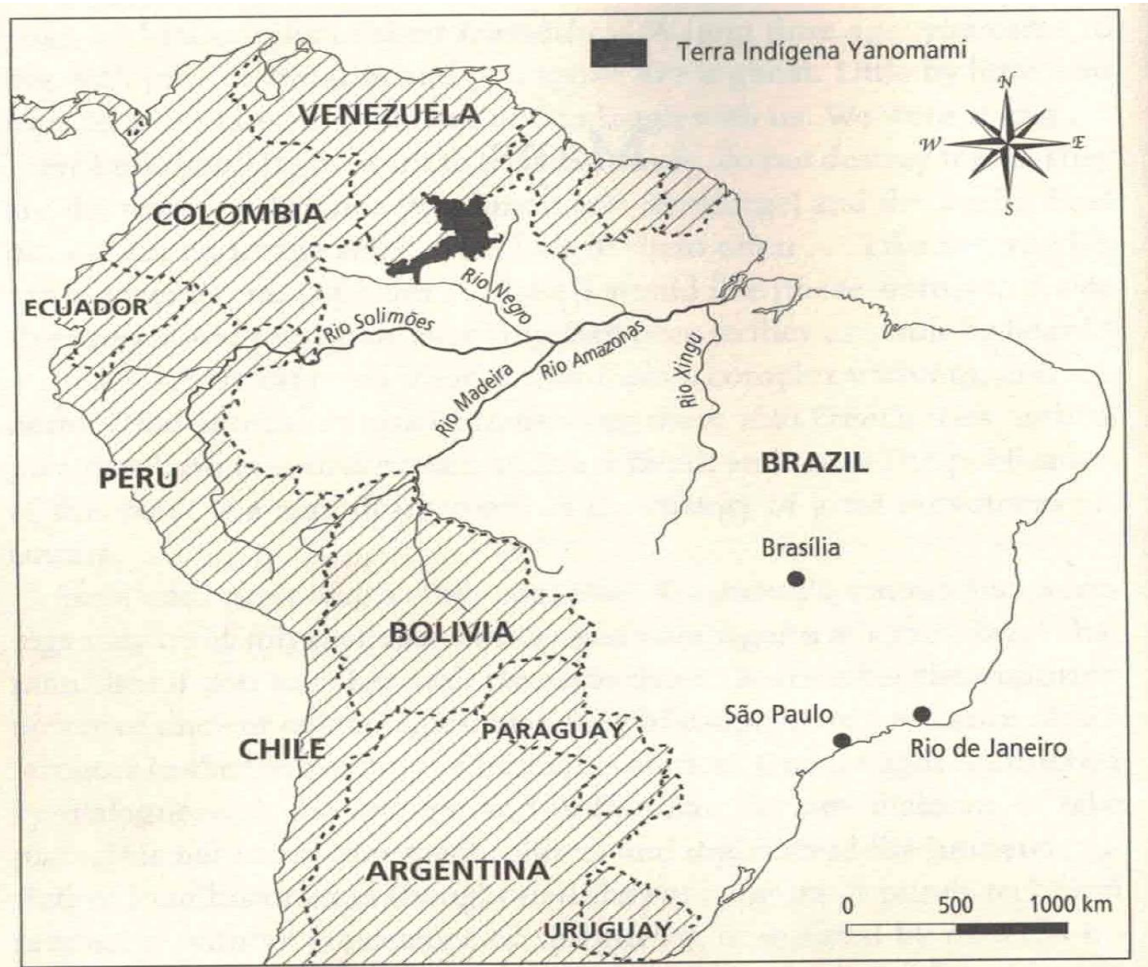 Terra Indígena Yanomami
N
W
E
S
VENEZUELA
COLOMBIA
ECUADOR
Rio Negro
Rio Solimões
Rio Amazonas
Rio Madeira
Rio Xingu
PERU
BRAZIL
Brasília
BOLIVIA
São Paulo
PARAGUAY
CHILE
Rio de Janeiro
ARGENTINA
URUGUAY
0 500 1000 km